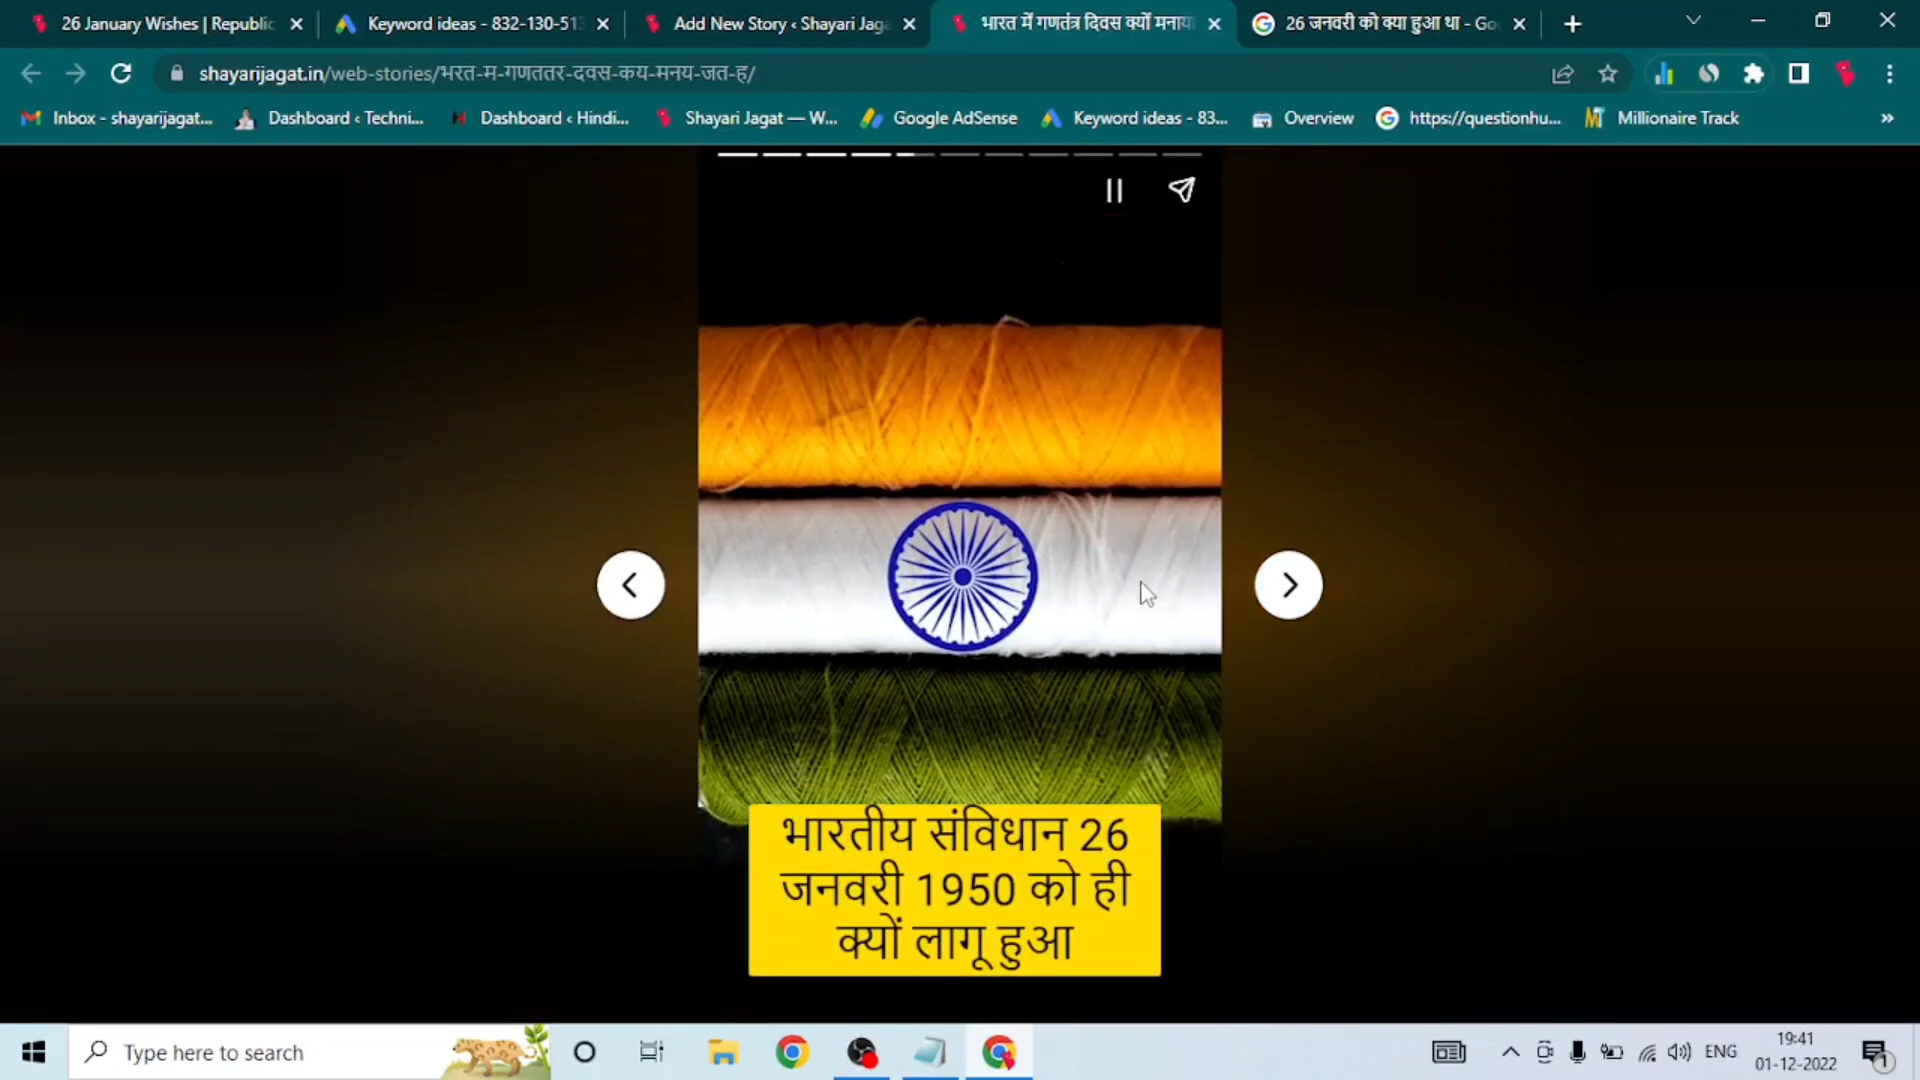 26 January Wishes | Republic
Keyword ideas - 832-130-513
Add New Story ‹ Shayari Jaga
भारत में गणतंत्र दिवस क्यों मनाया
26 जनवरी को क्या हुआ था - Go
shayarijagat.in/web-stories/भरत-म-गणततर-दवस-कय-मनय-जत-ह/
Inbox - shayarijagat...
Dashboard ‹ Techni...
Dashboard ‹ Hindi...
Shayari Jagat — W...
Google AdSense
Keyword ideas - 83...
Overview
https://questionhu...
Millionaire Track
भारतीय संविधान 26
जनवरी 1950 को ही
क्यों लागू हुआ
Type here to search
ENG
19:41
01-12-2022
1